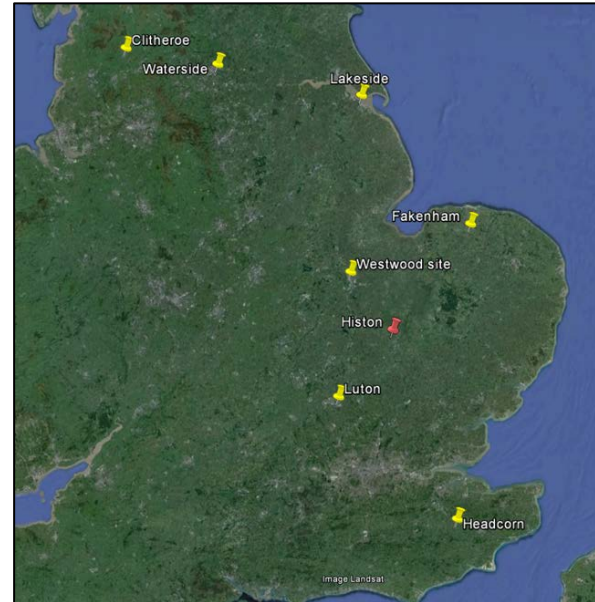 Clitheroe
Waterside
Lakeside
Fakenham
Westwood site
Histon
Luton
Headcorn
Image Landsat